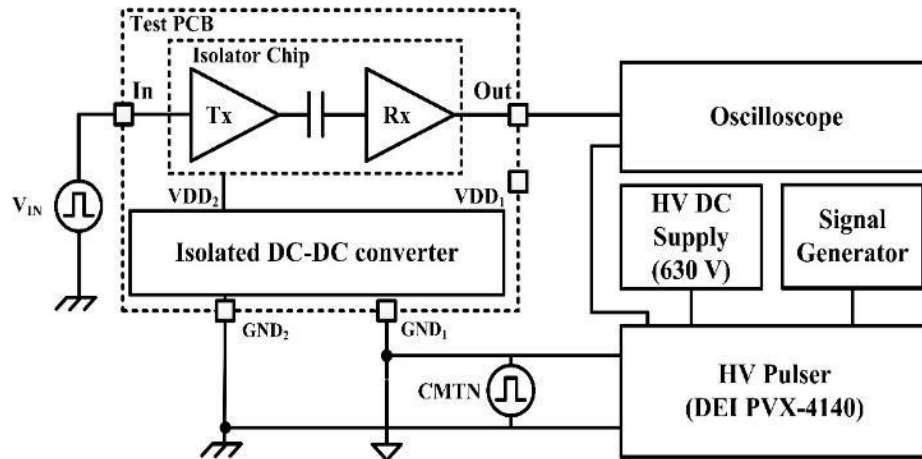 Test PCB
Isolator Chip
In
Tx
Rx
Out
Oscilloscope
V_IN
VDD₂
VDD₁
HV DC
Supply
(630 V)
Signal
Generator
Isolated DC-DC converter
GND₂
GND₁
CMTN
HV Pulser
(DEI PVX-4140)